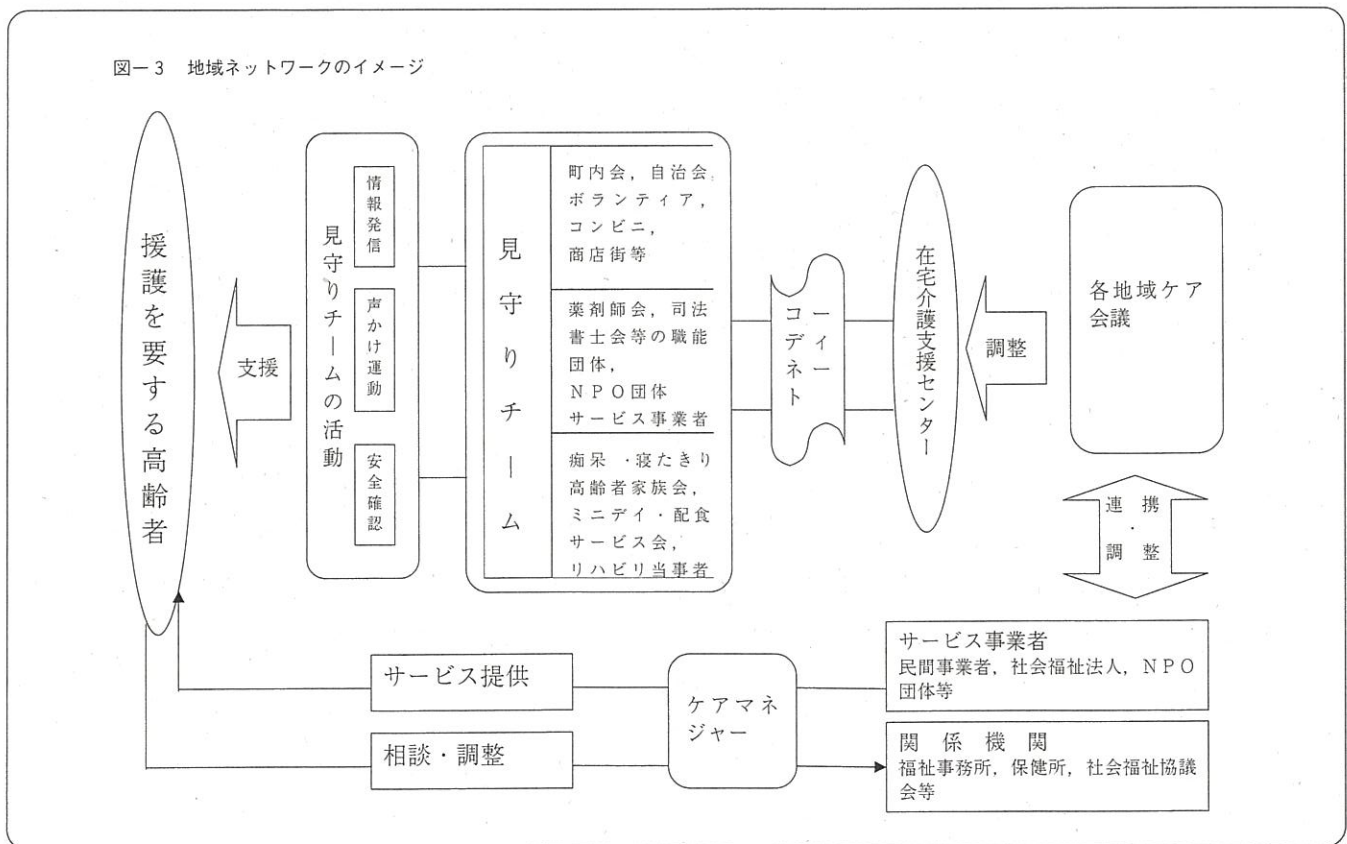 図ー3 地域ネットワークのイメージ
援護を要する高齢者
支援
見守りチームの活動
情報発信
声かけ運動
安全確認
見守りチーム
町内会，自治会，
ボランティア，
コンビニ，
商店街等
薬剤師会，司法
書士会等の職能
団体，
ＮＰＯ団体
サービス事業者
痴呆・寝たきり
高齢者家族会，
ミニデイ・配食
サービス会，
リハビリ当事者
コーディネート
在宅介護支援センター
調整
各地域ケア
会議
連携
・
調整
サービス提供
相談・調整
ケアマネ
ジャー
サービス事業者
民間事業者，社会福祉法人，ＮＰＯ
団体等
関係機関
福祉事務所，保健所，社会福祉協議
会等